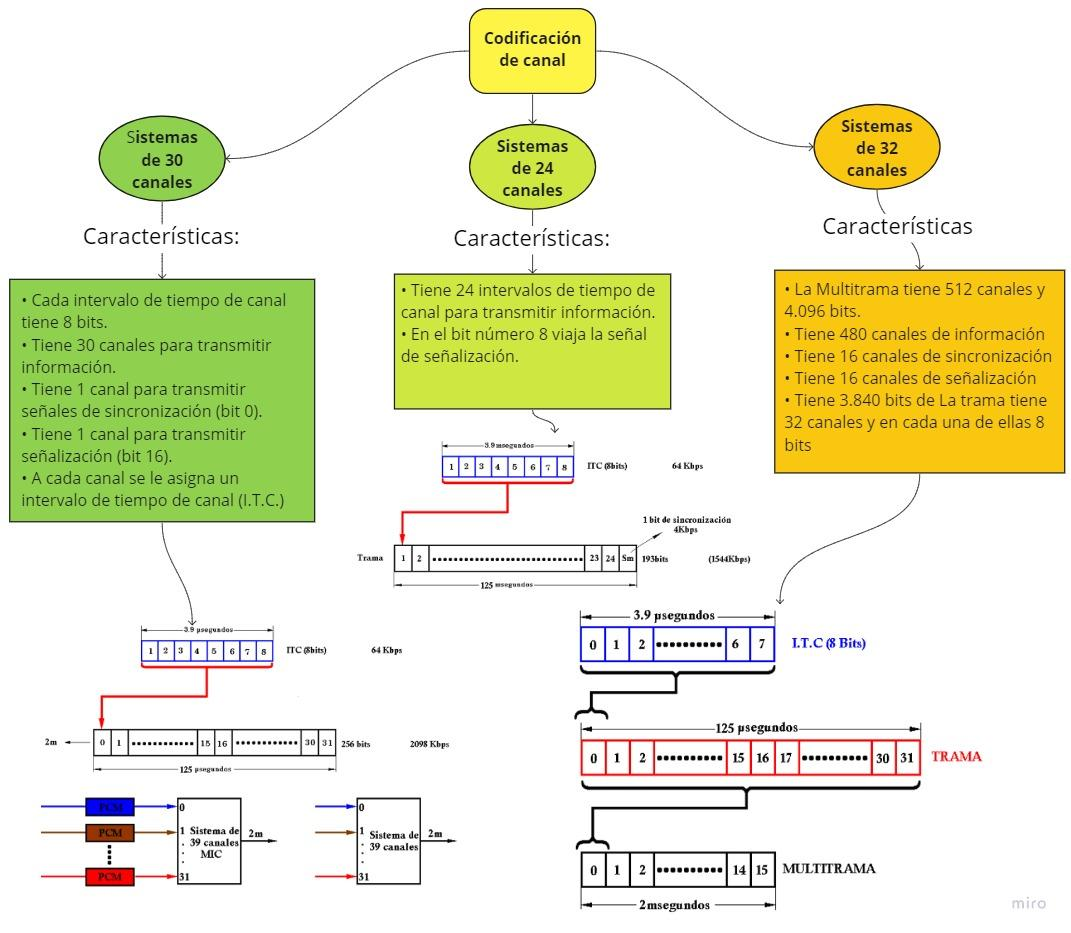 Codificación
de canal
Sistemas
de 30
canales
Sistemas
de 24
canales
Sistemas
de 32
canales
Características:
Características:
Características
• Cada intervalo de tiempo de canal
tiene 8 bits.
• Tiene 30 canales para transmitir
información.
• Tiene 1 canal para transmitir
señales de sincronización (bit 0).
• Tiene 1 canal para transmitir
señalización (bit 16).
• A cada canal se le asigna un
intervalo de tiempo de canal (I.T.C.)
• Tiene 24 intervalos de tiempo de
canal para transmitir información.
• En el bit número 8 viaja la señal
de señalización.
• La Multitrama tiene 512 canales y
4.096 bits.
• Tiene 480 canales de información
• Tiene 16 canales de sincronización
• Tiene 16 canales de señalización
• Tiene 3.840 bits de La trama tiene
32 canales y en cada una de ellas 8
bits
3.9 msegundos
1 2 3 4 5 6 7 8 ITC (8bits) 64 Kbps
1 bit de sincronización
4Kbps
Trama 1 2 23 24 Sm 193bits (1544Kbps)
125 msegundos
3.9 µsegundos
1 2 3 4 5 6 7 8 ITC (8bits) 64 Kbps
2m 0 1 15 16 30 31 256 bits 2098 Kbps
125 µsegundos
PCM 0
PCM 1
PCM 31
Sistema de
39 canales
MIC
2m
0
1
31
Sistema de
39 canales
2m
3.9 µsegundos
0 1 2 6 7 I.T.C (8 Bits)
125 µsegundos
0 1 2 15 16 17 30 31 TRAMA
0 1 2 14 15 MULTITRAMA
2msegundos
miro